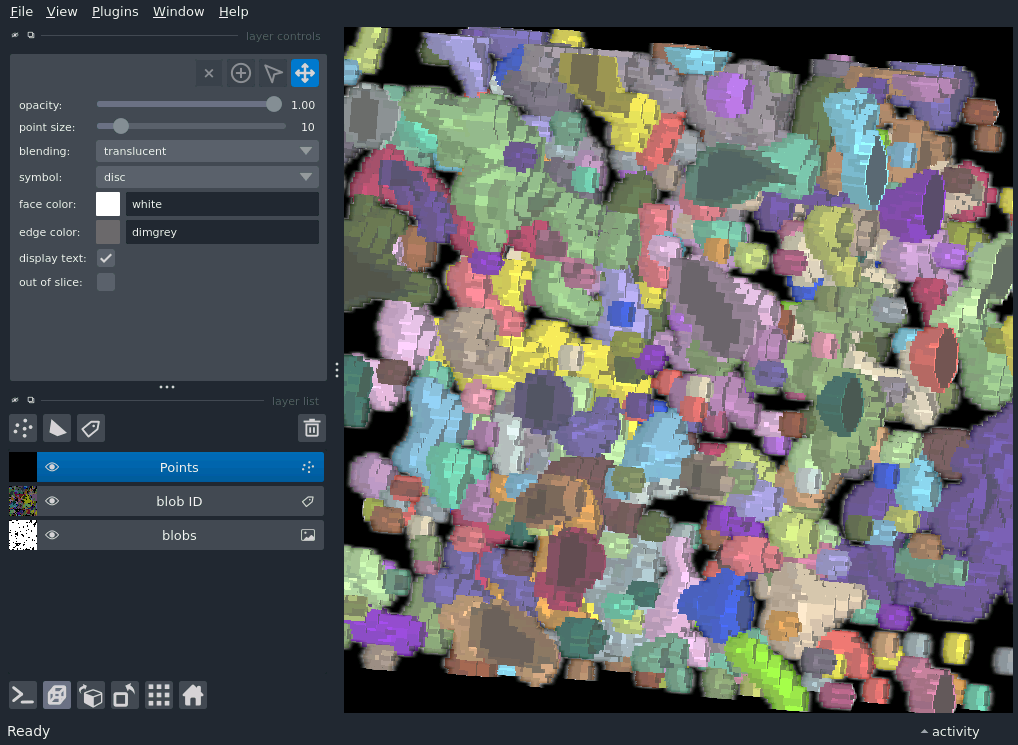 File View Plugins Window Help
layer controls
opacity: 1.00
point size: 10
blending: translucent
symbol: disc
face color: white
edge color: dimgrey
display text:
out of slice:
layer list
Points
blob ID
blobs
Ready activity